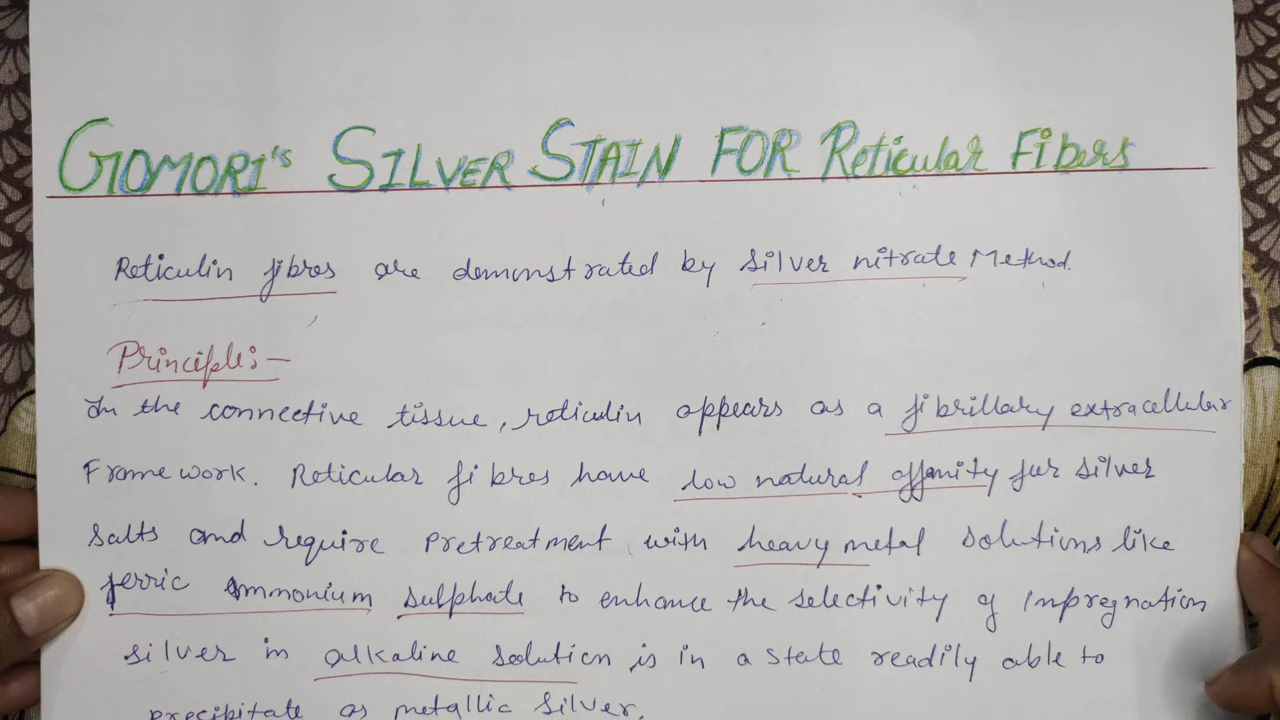 GOMORI's SILVER STAIN FOR Reticular Fibers
Reticulin fibres are demonstrated by silver nitrate Method.
Principle:-
In the connective tissue, reticulin appears as a fibrillary extracellular
Framework. Reticular fibres have low natural affinity for silver
salts and require pretreatment with heavy metal solutions like
ferric ammonium sulphate to enhance the selectivity of impregnation
silver in alkaline solution is in a state readily able to
precipitate as metallic silver.